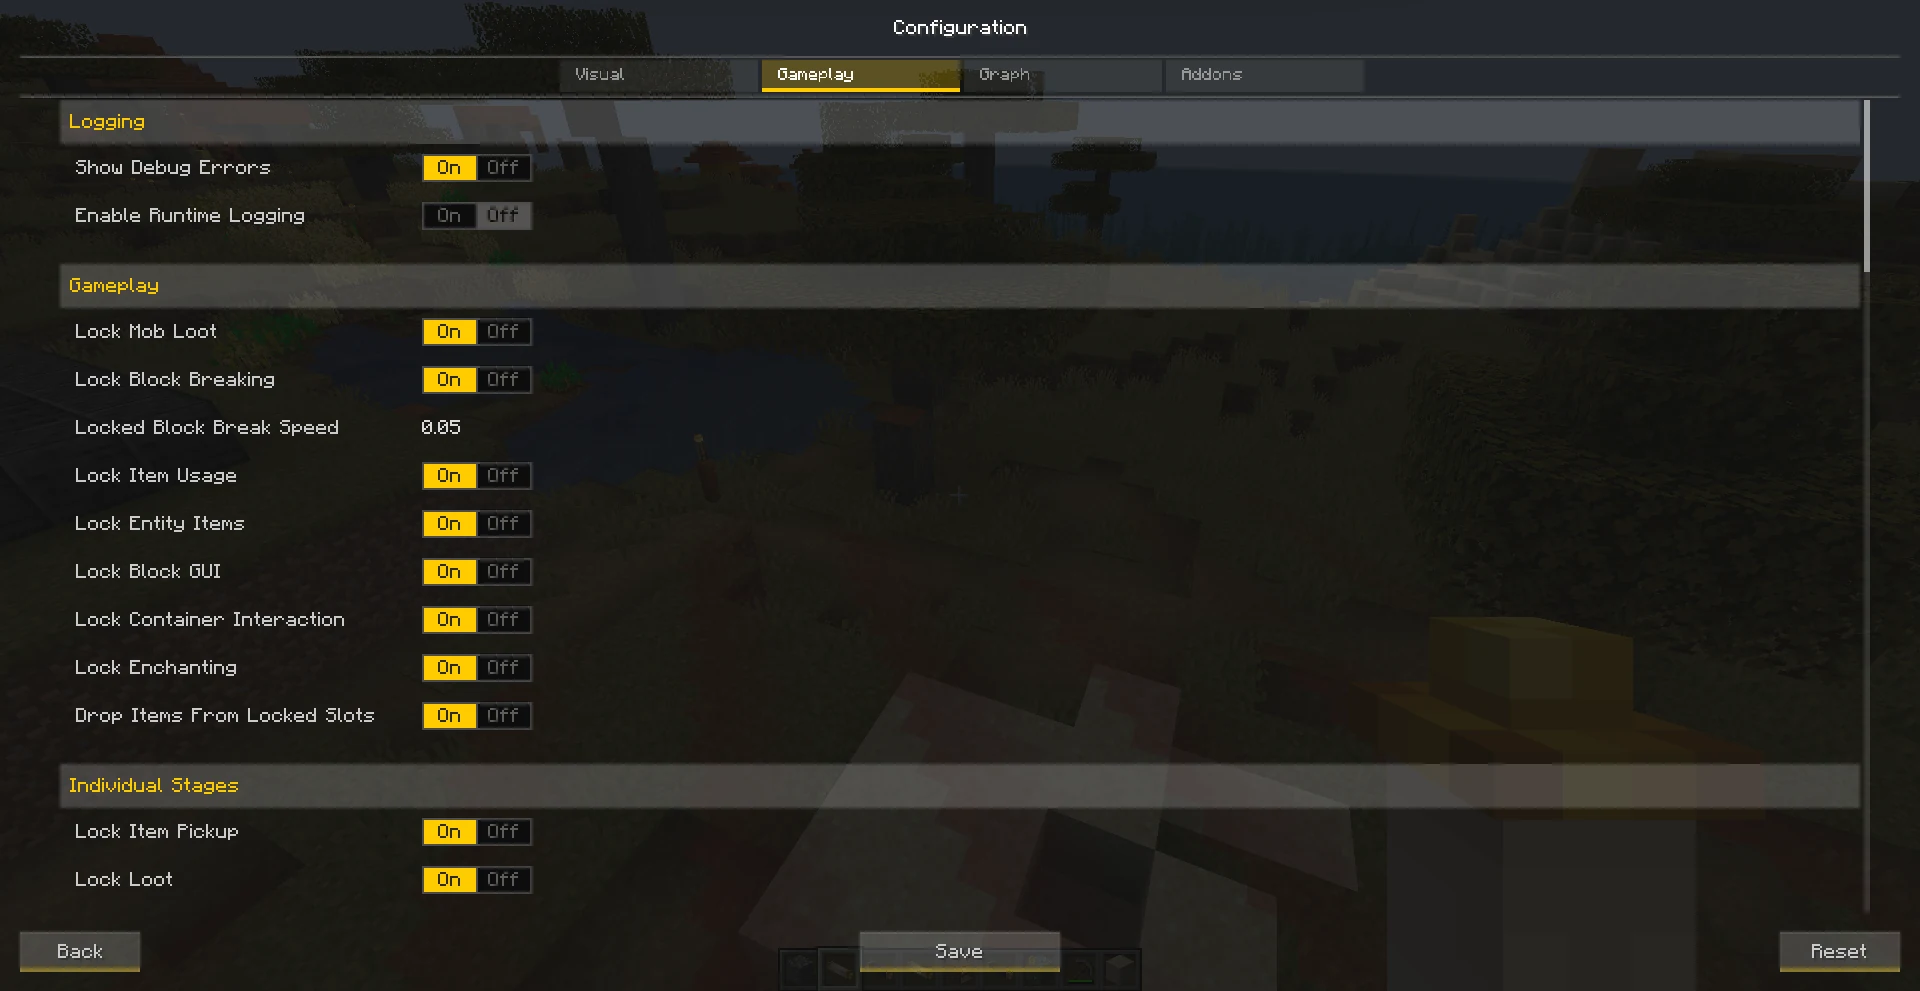 Configuration
Visual Gameplay Graph Addons
Logging
Show Debug Errors On Off
Enable Runtime Logging On Off
Gameplay
Lock Mob Loot On Off
Lock Block Breaking On Off
Locked Block Break Speed 0.05
Lock Item Usage On Off
Lock Entity Items On Off
Lock Block GUI On Off
Lock Container Interaction On Off
Lock Enchanting On Off
Drop Items From Locked Slots On Off
Individual Stages
Lock Item Pickup On Off
Lock Loot On Off
Back Save Reset